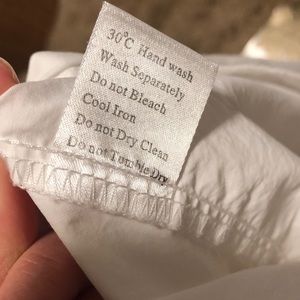 30°C Hand wash
Wash Separately
Do not Bleach
Cool Iron
Do not Dry Clean
Do not Tumble Dry